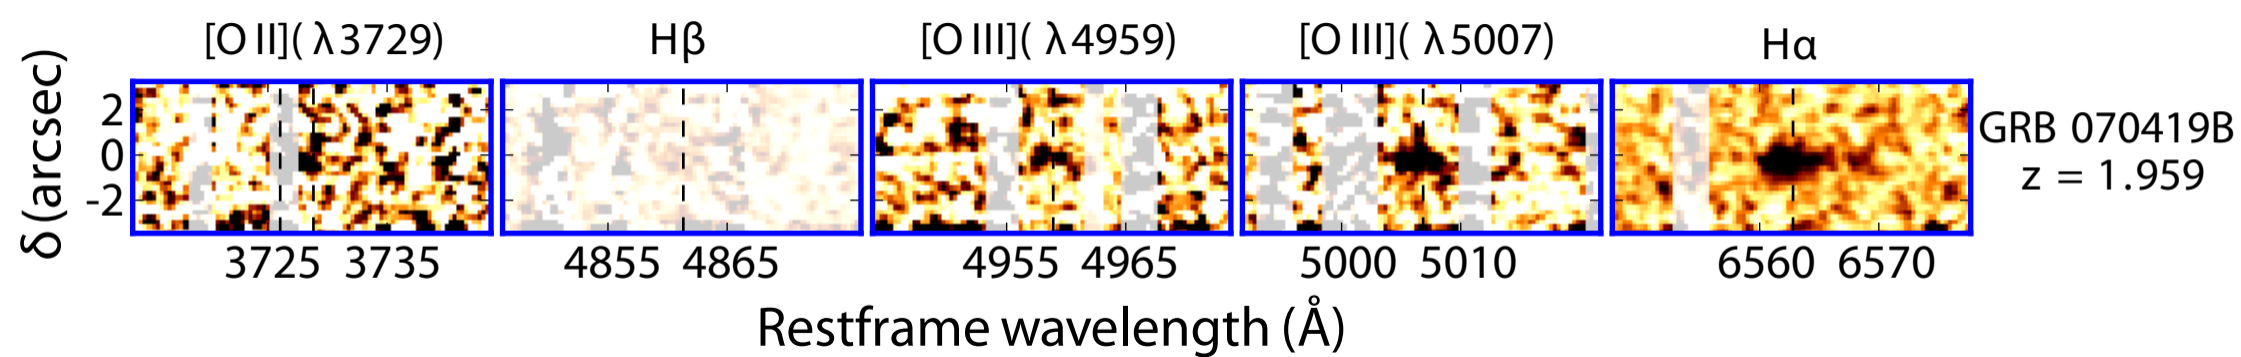 [O II](λ3729) Hβ [O III](λ4959) [O III](λ5007) Hα
δ(arcsec)
2
0
-2
GRB 070419B
z = 1.959
3725 3735 4855 4865 4955 4965 5000 5010 6560 6570
Restframe wavelength (Å)